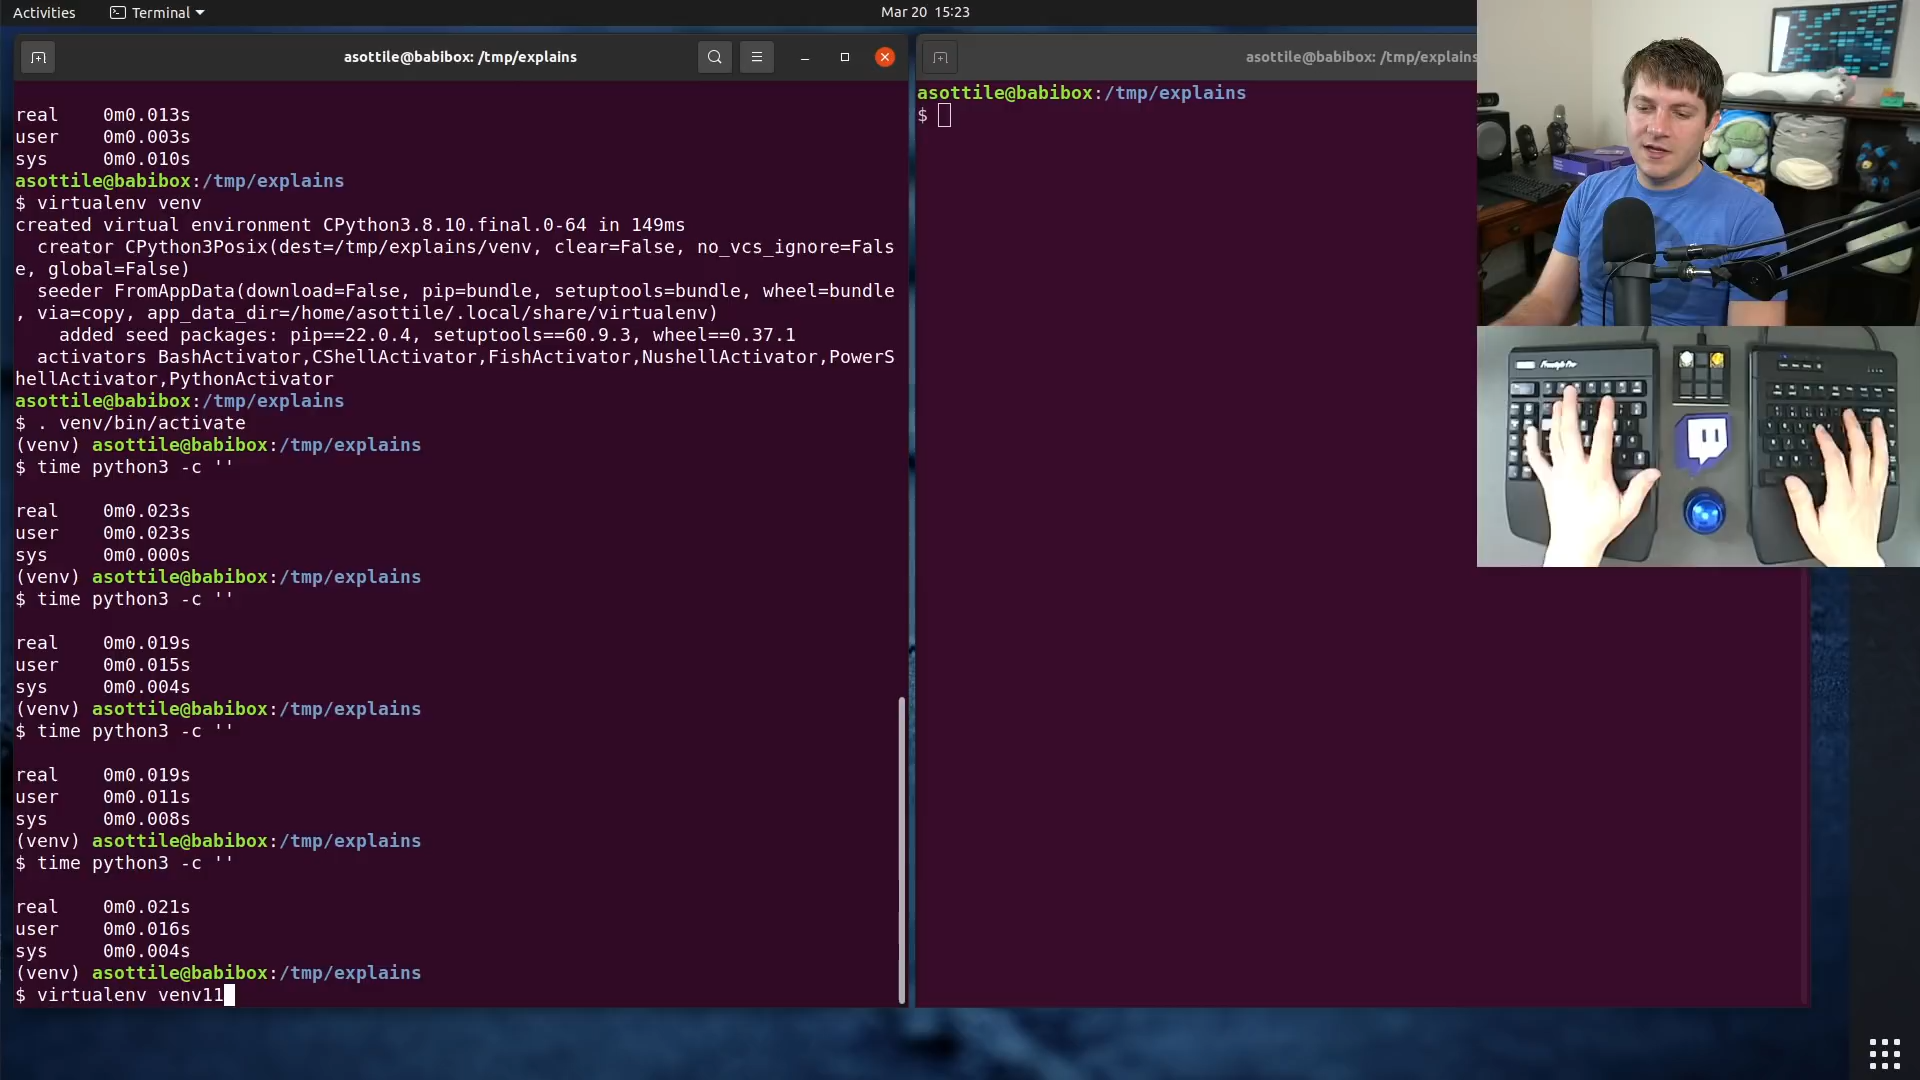 Activities
Terminal
Mar 20 15:23
asottile@babibox: /tmp/explains
real 0m0.013s
user 0m0.003s
sys 0m0.010s
asottile@babibox:/tmp/explains
$ virtualenv venv
created virtual environment CPython3.8.10.final.0-64 in 149ms
creator CPython3Posix(dest=/tmp/explains/venv, clear=False, no_vcs_ignore=Fals
e, global=False)
seeder FromAppData(download=False, pip=bundle, setuptools=bundle, wheel=bundle
, via=copy, app_data_dir=/home/asottile/.local/share/virtualenv)
added seed packages: pip==22.0.4, setuptools==60.9.3, wheel==0.37.1
activators BashActivator,CShellActivator,FishActivator,NushellActivator,PowerS
hellActivator,PythonActivator
asottile@babibox:/tmp/explains
$ . venv/bin/activate
(venv) asottile@babibox:/tmp/explains
$ time python3 -c ''
real 0m0.023s
user 0m0.023s
sys 0m0.000s
(venv) asottile@babibox:/tmp/explains
$ time python3 -c ''
real 0m0.019s
user 0m0.015s
sys 0m0.004s
(venv) asottile@babibox:/tmp/explains
$ time python3 -c ''
real 0m0.019s
user 0m0.011s
sys 0m0.008s
(venv) asottile@babibox:/tmp/explains
$ time python3 -c ''
real 0m0.021s
user 0m0.016s
sys 0m0.004s
(venv) asottile@babibox:/tmp/explains
$ virtualenv venv11
asottile@babibox: /tmp/explains
asottile@babibox:/tmp/explains
$
Freestyle Pro